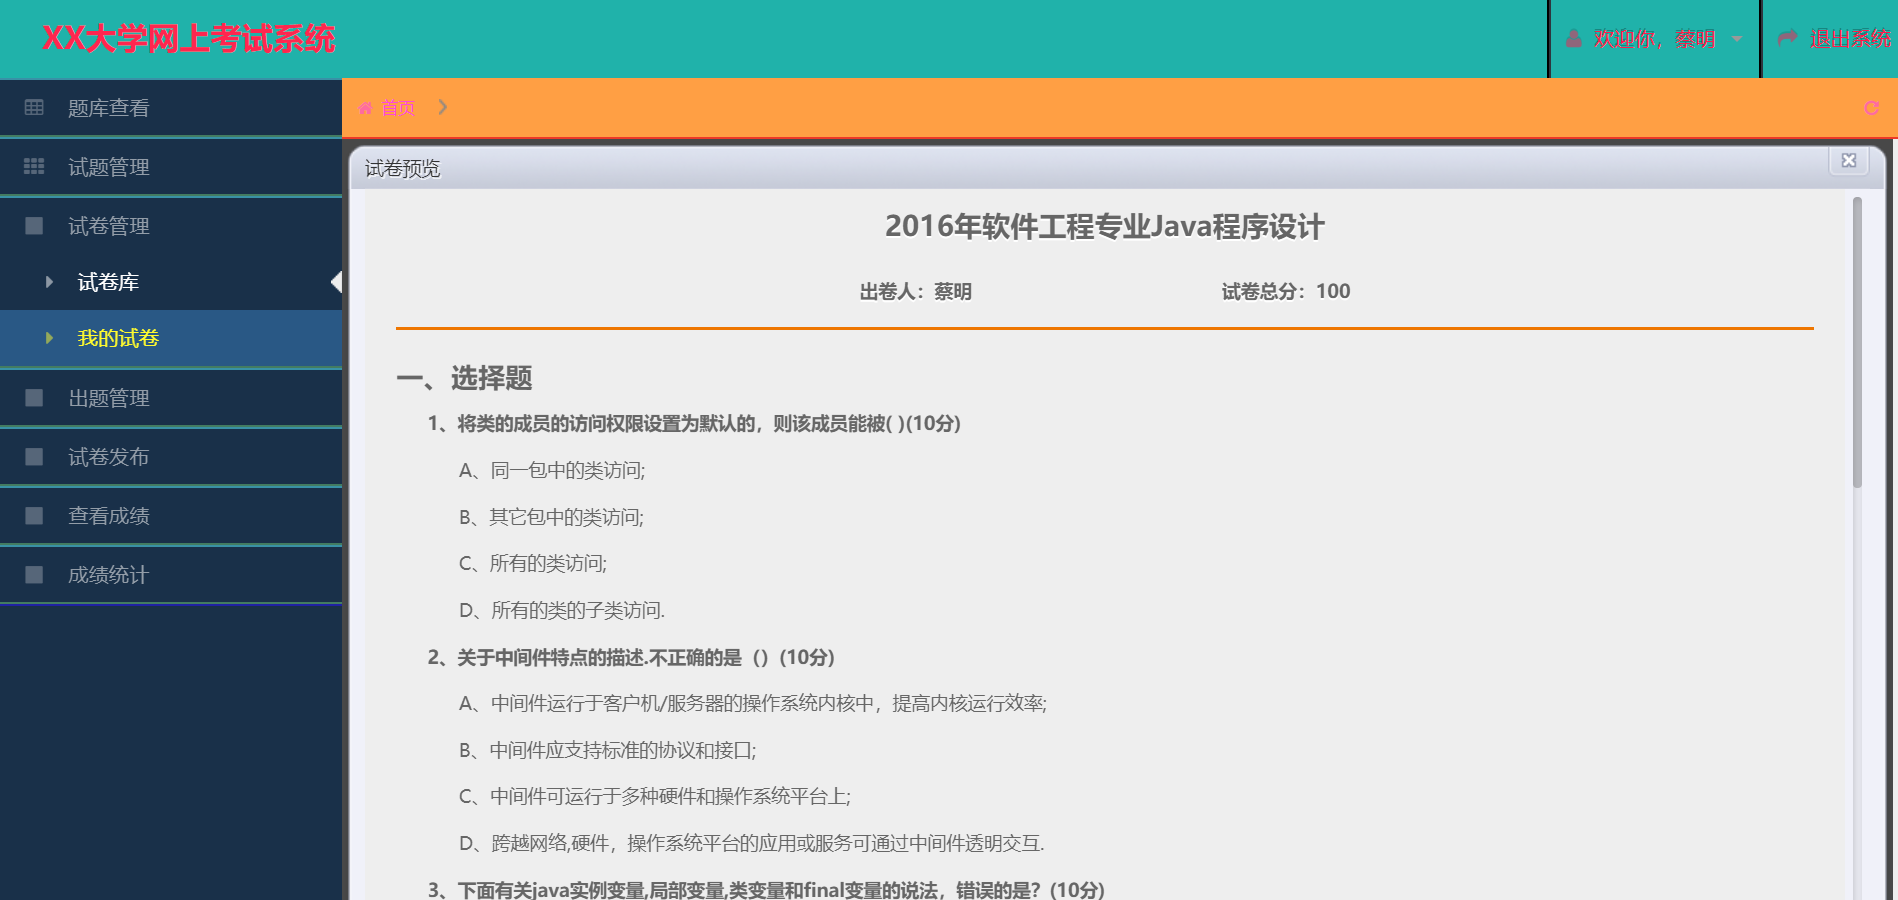 XX大学网上考试系统
欢迎你，蔡明
退出系统
首页
题库查看
试题管理
试卷管理
试卷库
我的试卷
出题管理
试卷发布
查看成绩
成绩统计
试卷预览
2016年软件工程专业Java程序设计
出卷人：蔡明 试卷总分：100
一、选择题
1、将类的成员的访问权限设置为默认的，则该成员能被( )(10分)
A、同一包中的类访问;
B、其它包中的类访问;
C、所有的类访问;
D、所有的类的子类访问.
2、关于中间件特点的描述.不正确的是（）(10分)
A、中间件运行于客户机/服务器的操作系统内核中，提高内核运行效率;
B、中间件应支持标准的协议和接口;
C、中间件可运行于多种硬件和操作系统平台上;
D、跨越网络,硬件，操作系统平台的应用或服务可通过中间件透明交互.
3、下面有关java实例变量,局部变量,类变量和final变量的说法，错误的是？(10分)